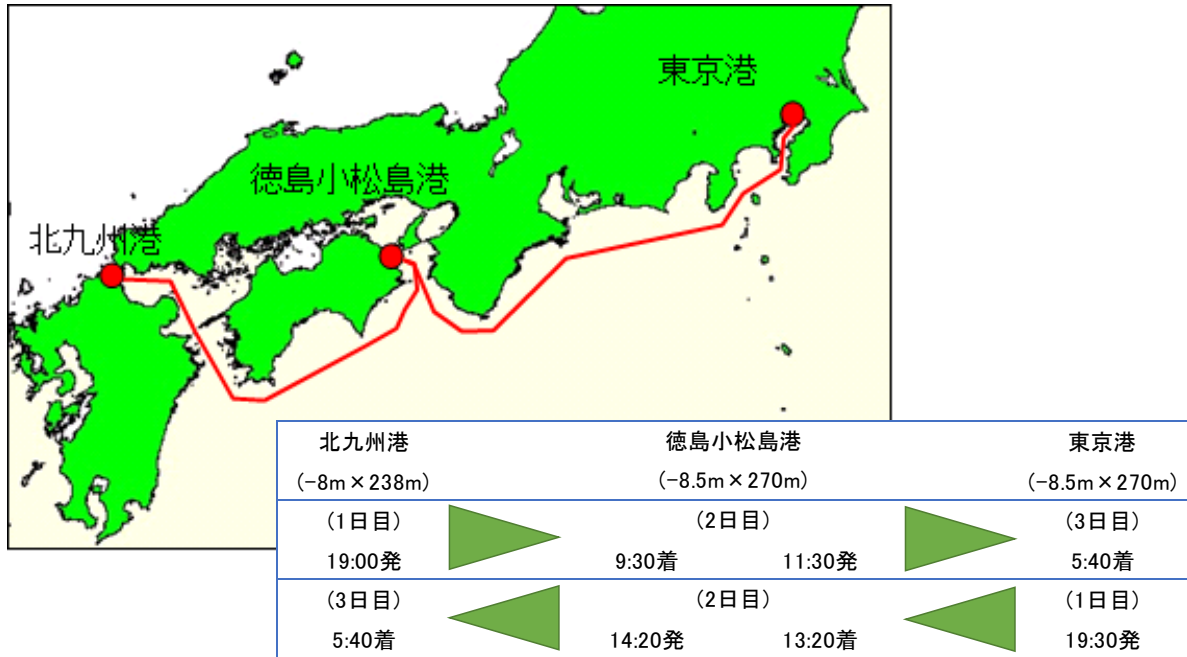 東京港
徳島小松島港
北九州港
北九州港 徳島小松島港 東京港
(-8m×238m) (-8.5m×270m) (-8.5m×270m)
(1日目) (2日目) (3日目)
19:00発 9:30着 11:30発 5:40着
(3日目) (2日目) (1日目)
5:40着 14:20発 13:20着 19:30発